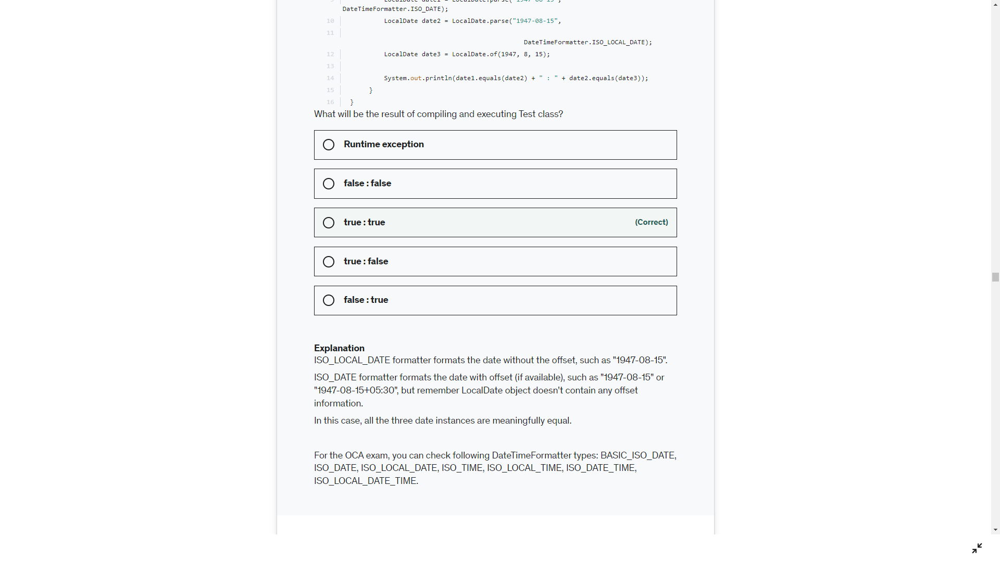 9 LocalDate date1 = LocalDate.parse("1947-08-15",
DateTimeFormatter.ISO_DATE);
10 LocalDate date2 = LocalDate.parse("1947-08-15",
11
DateTimeFormatter.ISO_LOCAL_DATE);
12 LocalDate date3 = LocalDate.of(1947, 8, 15);
13
14 System.out.println(date1.equals(date2) + " : " + date2.equals(date3));
15 }
16 }
What will be the result of compiling and executing Test class?
Runtime exception
false : false
true : true (Correct)
true : false
false : true
Explanation
ISO_LOCAL_DATE formatter formats the date without the offset, such as "1947-08-15".
ISO_DATE formatter formats the date with offset (if available), such as "1947-08-15" or
"1947-08-15+05:30", but remember LocalDate object doesn't contain any offset
information.
In this case, all the three date instances are meaningfully equal.
For the OCA exam, you can check following DateTimeFormatter types: BASIC_ISO_DATE,
ISO_DATE, ISO_LOCAL_DATE, ISO_TIME, ISO_LOCAL_TIME, ISO_DATE_TIME,
ISO_LOCAL_DATE_TIME.